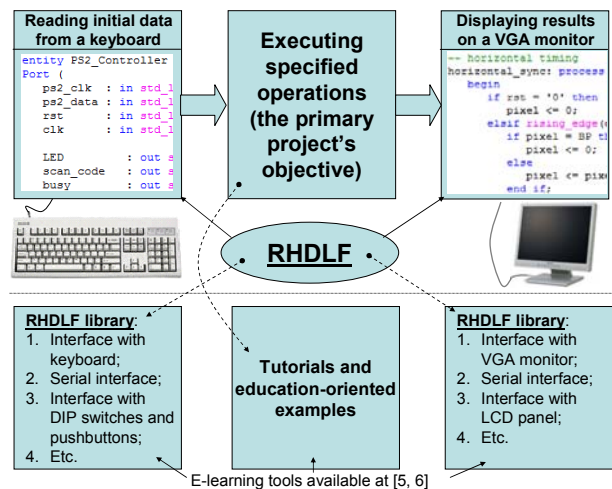 Reading initial data
from a keyboard
entity PS2_Controller
Port (
ps2_clk : in std_l
ps2_data : in std_l
rst : in std_l
clk : in std_l
LED : out s
scan_code : out s
busy : out s
Executing
specified
operations
(the primary
project's
objective)
Displaying results
on a VGA monitor
-- horizontal timing
horizontal_sync: process
begin
if rst = '0' then
pixel <= 0;
elsif rising_edge(
if pixel = BP th
pixel <= 0;
else
pixel <= pixe
end if;
RHDLF
RHDLF library:
1. Interface with
keyboard;
2. Serial interface;
3. Interface with
DIP switches and
pushbuttons;
4. Etc.
Tutorials and
education-oriented
examples
RHDLF library:
1. Interface with
VGA monitor;
2. Serial interface;
3. Interface with
LCD panel;
4. Etc.
E-learning tools available at [5, 6]